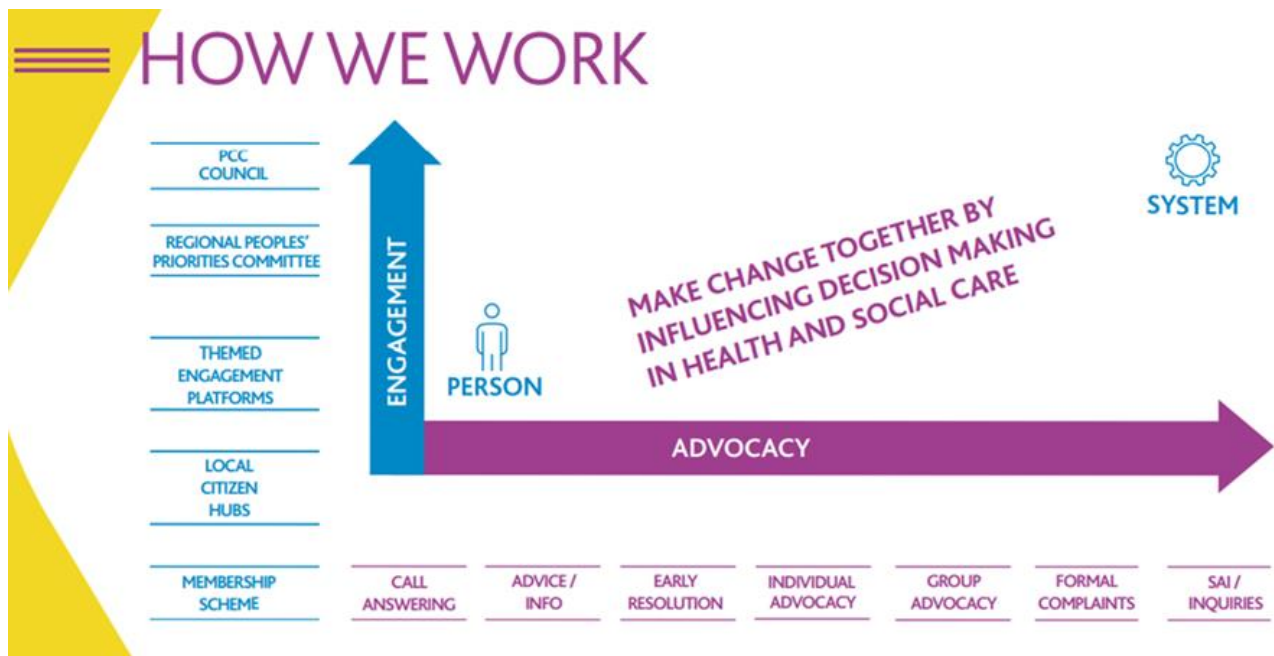 HOW WE WORK
PCC
COUNCIL
REGIONAL PEOPLES'
PRIORITIES COMMITTEE
THEMED
ENGAGEMENT
PLATFORMS
LOCAL
CITIZEN
HUBS
MEMBERSHIP
SCHEME
ENGAGEMENT
PERSON
MAKE CHANGE TOGETHER BY
INFLUENCING DECISION MAKING
IN HEALTH AND SOCIAL CARE
SYSTEM
ADVOCACY
CALL
ANSWERING
ADVICE /
INFO
EARLY
RESOLUTION
INDIVIDUAL
ADVOCACY
GROUP
ADVOCACY
FORMAL
COMPLAINTS
SAI /
INQUIRIES